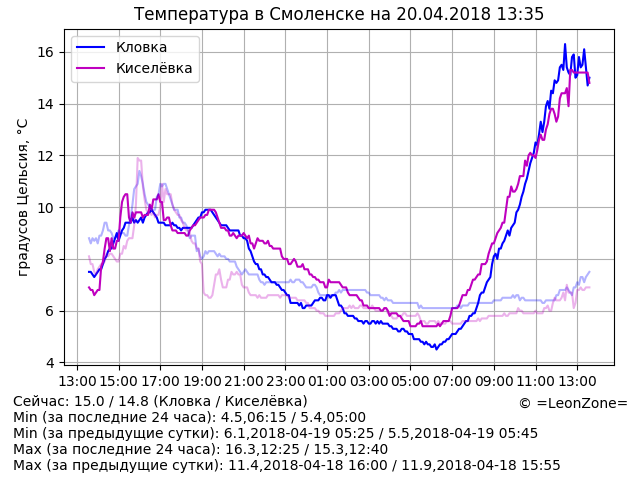 Температура в Смоленске на 20.04.2018 13:35
Кловка
Киселёвка
градусов Цельсия, °C
16
14
12
10
8
6
4
13:00 15:00 17:00 19:00 21:00 23:00 01:00 03:00 05:00 07:00 09:00 11:00 13:00
Сейчас: 15.0 / 14.8 (Кловка / Киселёвка)
© =LeonZone=
Min (за последние 24 часа): 4.5,06:15 / 5.4,05:00
Min (за предыдущие сутки): 6.1,2018-04-19 05:25 / 5.5,2018-04-19 05:45
Max (за последние 24 часа): 16.3,12:25 / 15.3,12:40
Max (за предыдущие сутки): 11.4,2018-04-18 16:00 / 11.9,2018-04-18 15:55